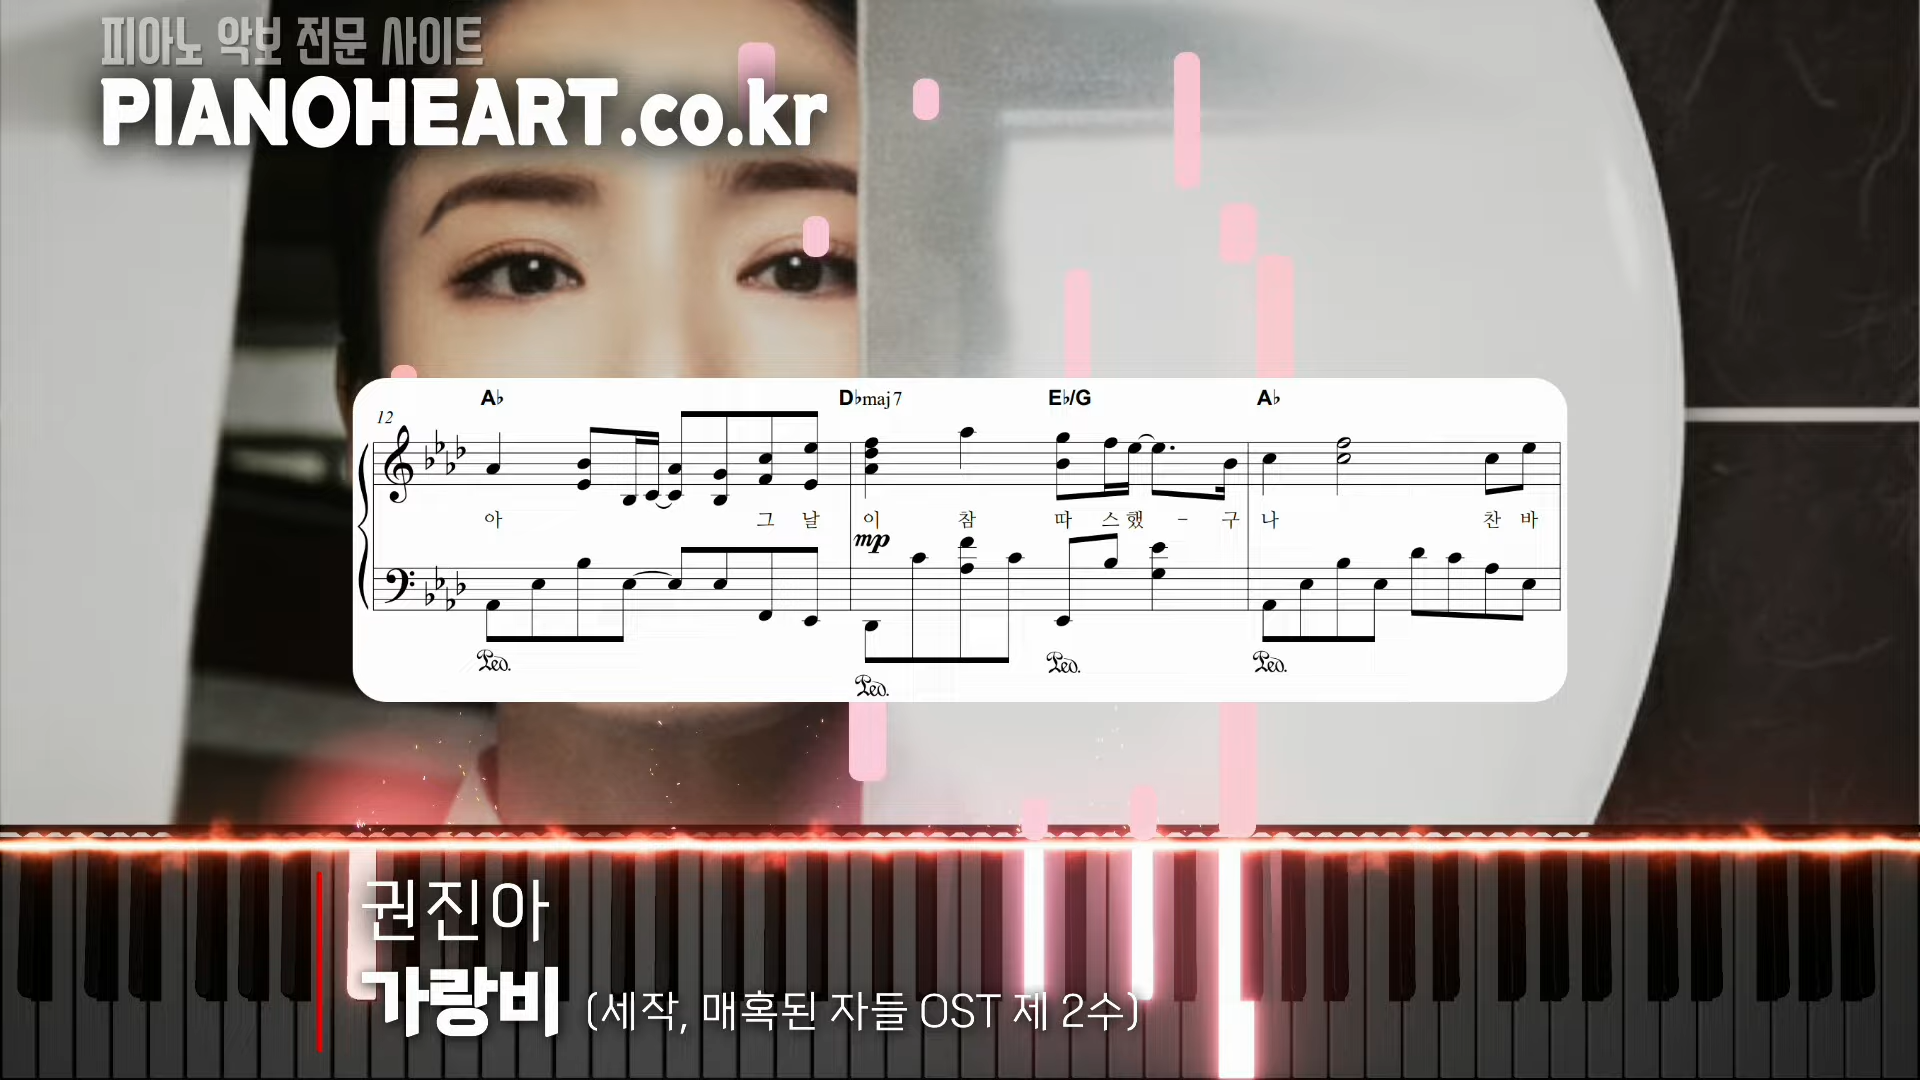 피아노 악보 전문 사이트
PIANOHEART.co.kr
A♭ D♭maj7 E♭/G A♭
12
아 그 날 이 참 따 스 했 - 구 나 찬 바
mp
Ped. Ped. Ped. Ped.
권진아
가랑비 (세작, 매혹된 자들 OST 제 2수)